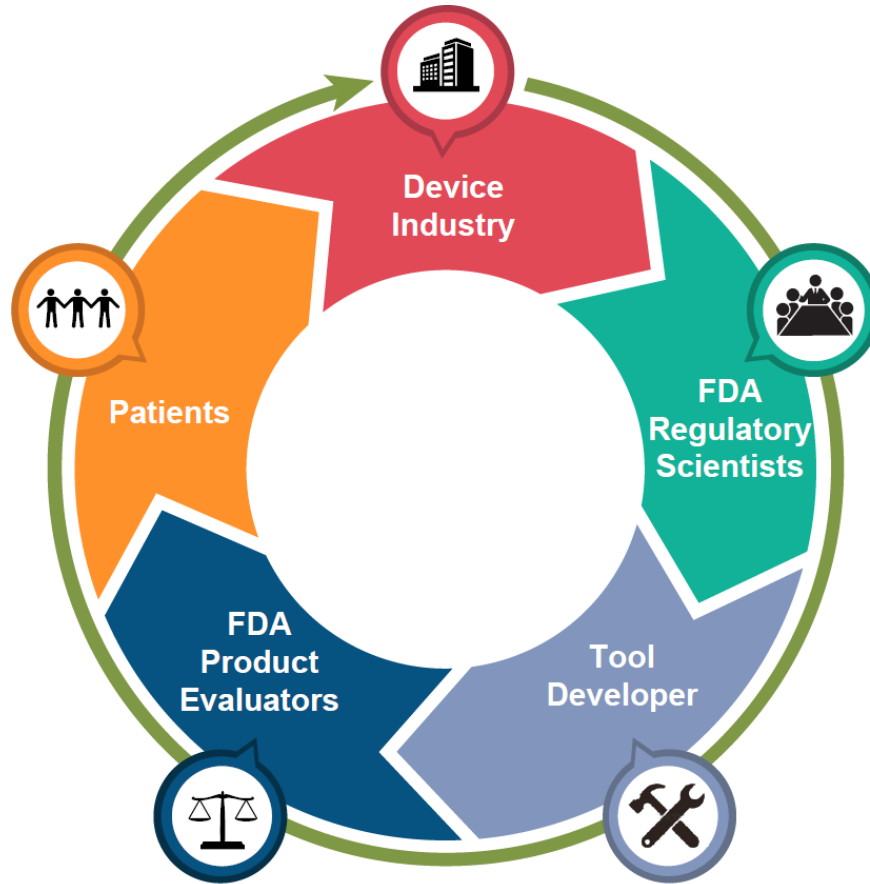 Device
Industry
FDA
Regulatory
Scientists
Tool
Developer
FDA
Product
Evaluators
Patients